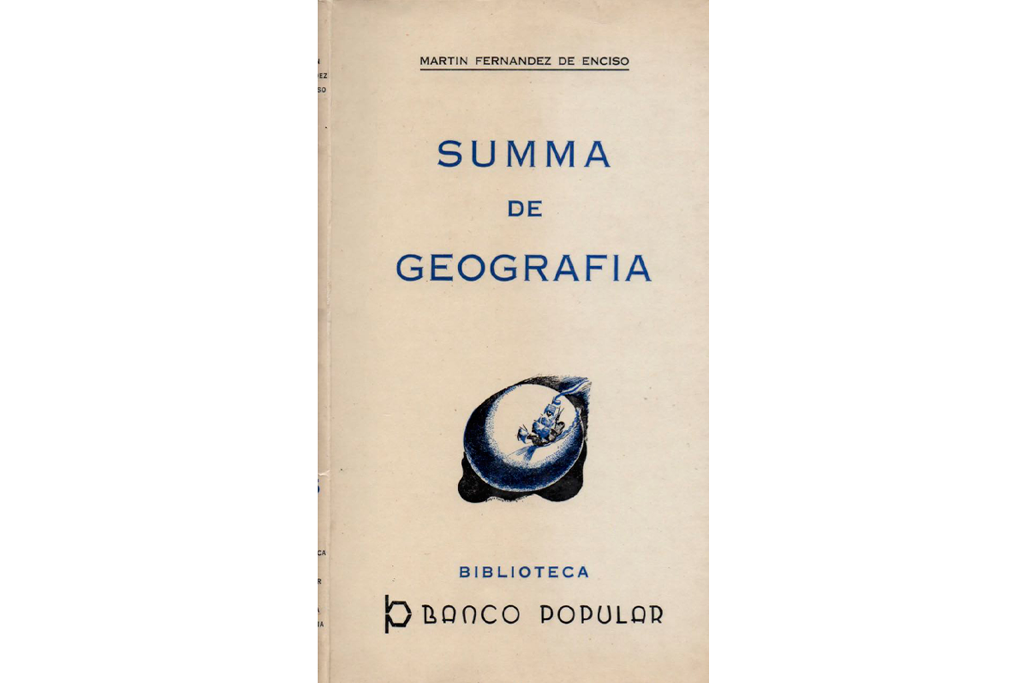 MARTIN FERNANDEZ DE ENCISO
SUMMA
DE
GEOGRAFIA
BIBLIOTECA
BANCO POPULAR